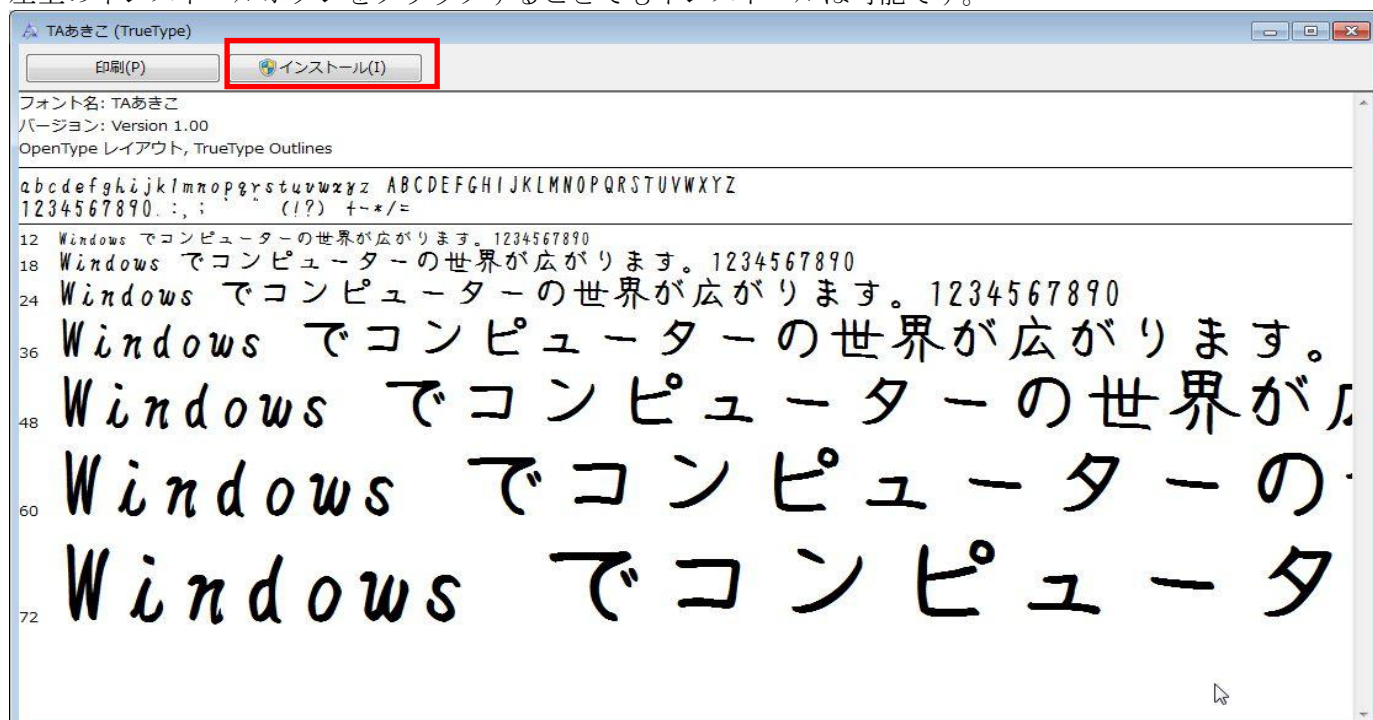 左上のインストールボタンをクリックすることでもインストールは可能です。
TAあきこ (TrueType)
印刷(P) インストール(I)
フォント名: TAあきこ
バージョン: Version 1.00
OpenType レイアウト, TrueType Outlines
abcdefghijklmnopqrstuvwxyz ABCDEFGHIJKLMNOPQRSTUVWXYZ
1234567890.:,; ` ¨ (!?) +-*/=
12 Windows でコンピューターの世界が広がります。1234567890
18 Windows でコンピューターの世界が広がります。1234567890
24 Windows でコンピューターの世界が広がります。1234567890
36 Windows でコンピューターの世界が広がります。
48 Windows でコンピューターの世界が
60 Windows でコンピューターの
72 Windows でコンピュータ